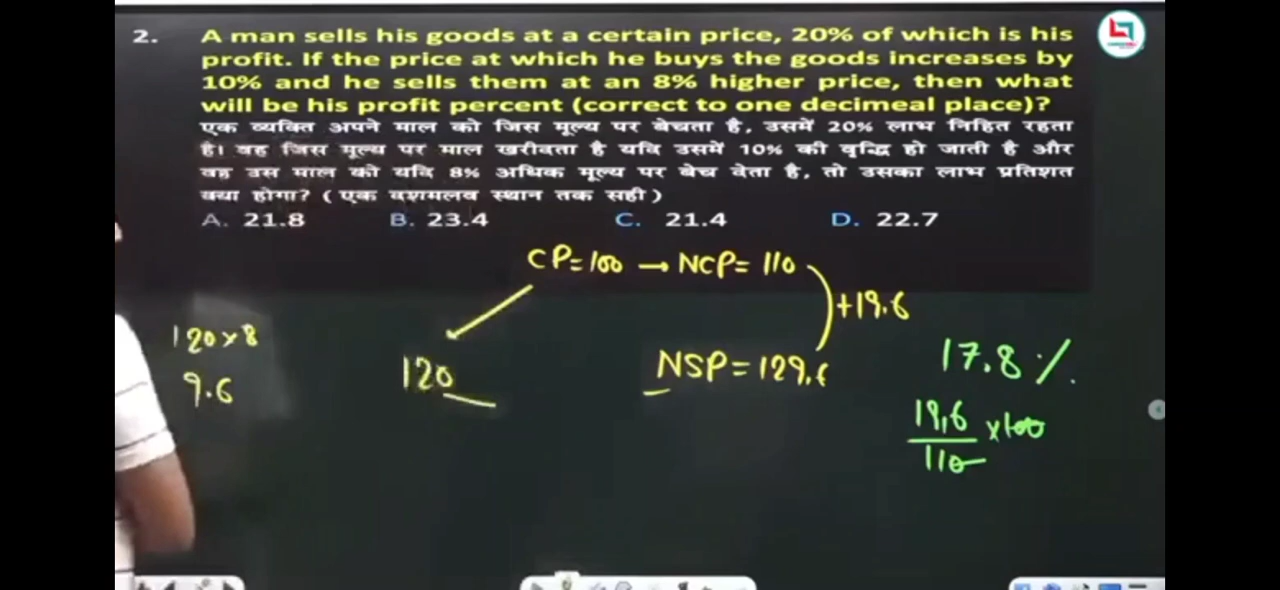 2. A man sells his goods at a certain price, 20% of which is his
profit. If the price at which he buys the goods increases by
10% and he sells them at an 8% higher price, then what
will be his profit percent (correct to one decimeal place)?
एक व्यक्ति अपने माल को जिस मूल्य पर बेचता है, उसमें 20% लाभ निहित रहता
है। वह जिस मूल्य पर माल खरीदता है यदि उसमें 10% की वृद्धि हो जाती है और
वह उस माल को यदि 8% अधिक मूल्य पर बेच देता है, तो उसका लाभ प्रतिशत
क्या होगा? (एक दशमलव स्थान तक सही)
A. 21.8 B. 23.4 C. 21.4 D. 22.7
CP=100 → NCP= 110
+19.6
120×8
9.6
120
NSP=129.6
17.8%.
19.6/110 ×100